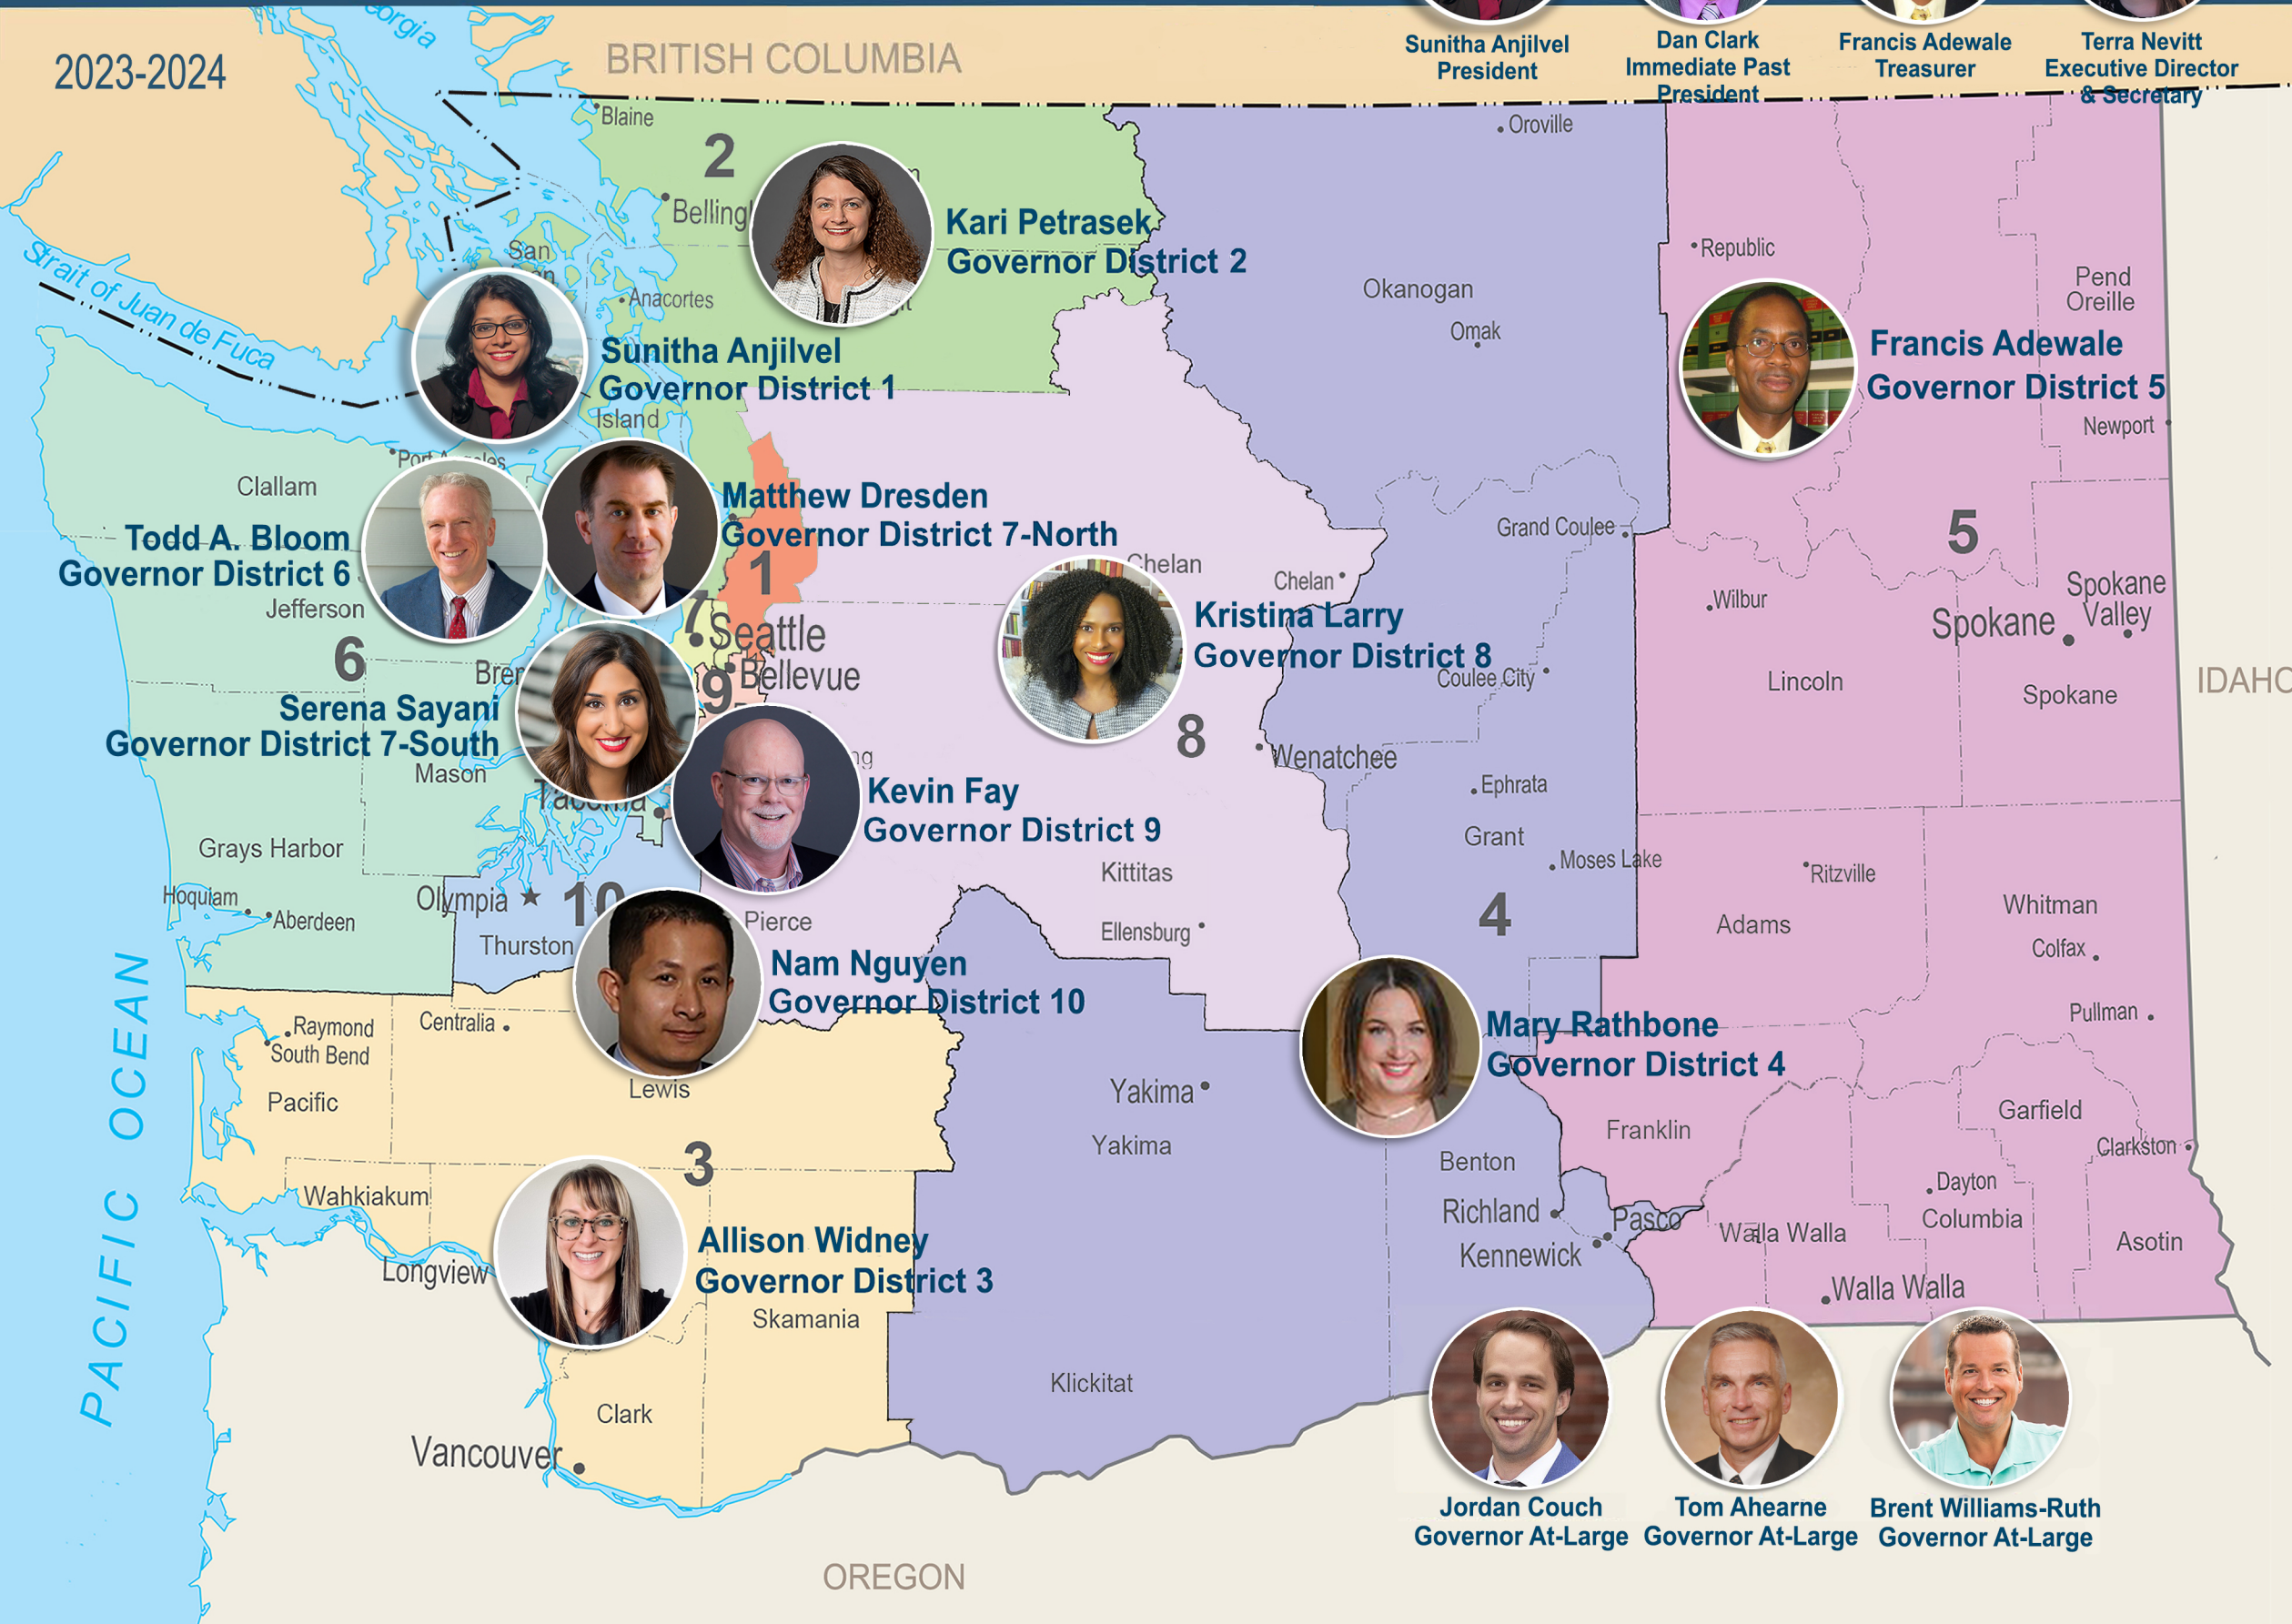 2023-2024
BRITISH COLUMBIA
Sunitha Anjilvel
President
Dan Clark
Immediate Past
President
Francis Adewale
Treasurer
Terra Nevitt
Executive Director
& Secretary
Blaine
2
Oroville
Kari Petrasek
Governor District 2
Republic
San
Strait of Juan de Fuca
Anacortes
Okanogan
Omak
Pend
Oreille
Sunitha Anjilvel
Governor District 1
Island
Francis Adewale
Governor District 5
Newport
Clallam
Matthew Dresden
Governor District 7-North
Todd A. Bloom
Governor District 6
Jefferson
1
Chelan
Chelan
Grand Coulee
5
Wilbur
Spokane
Valley
Spokane
7
Seattle
Kristina Larry
Governor District 8
6
9
Bellevue
Coulee City
Lincoln
Spokane
Serena Sayani
Governor District 7-South
Mason
8
Wenatchee
Ephrata
Kevin Fay
Governor District 9
Grant
Grays Harbor
Kittitas
Moses Lake
Ritzville
Hoquiam
Aberdeen
Olympia
10
Thurston
Pierce
Ellensburg
4
Adams
Whitman
Colfax
Nam Nguyen
Governor District 10
Raymond
South Bend
Centralia
Mary Rathbone
Governor District 4
Pullman
PACIFIC OCEAN
Pacific
Lewis
Yakima
Yakima
Franklin
Garfield
Benton
Clarkston
3
Wahkiakum
Richland
Pasco
Kennewick
Walla Walla
Dayton
Columbia
Asotin
Longview
Allison Widney
Governor District 3
Skamania
Walla Walla
Klickitat
Clark
Vancouver
Jordan Couch
Governor At-Large
Tom Ahearne
Governor At-Large
Brent Williams-Ruth
Governor At-Large
OREGON